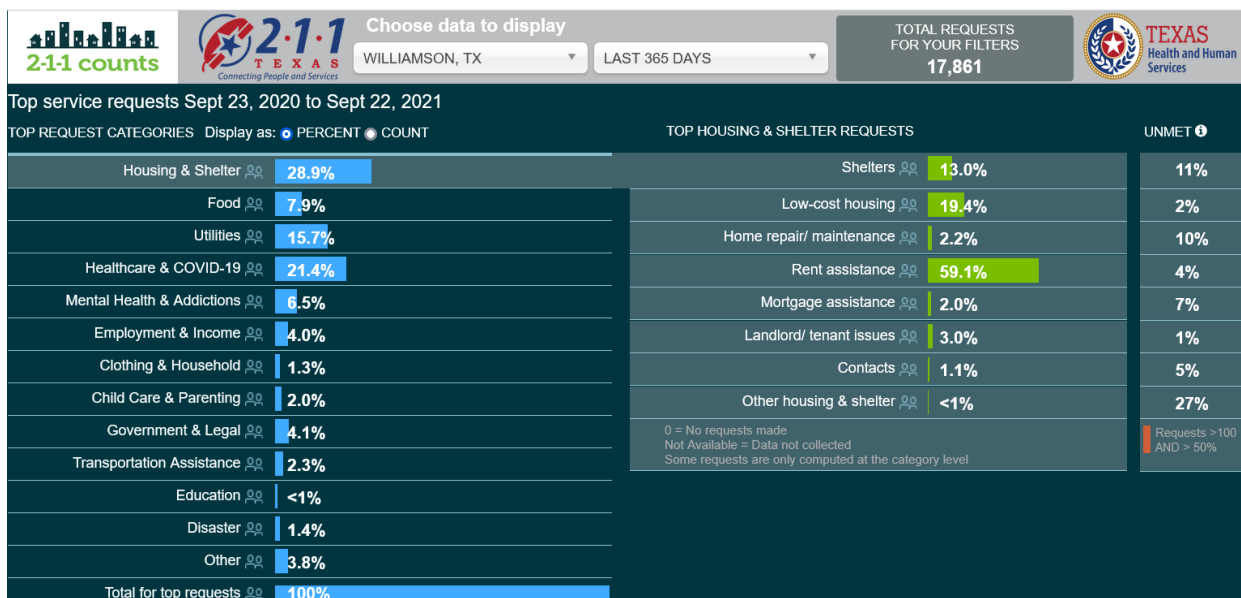 2-1-1 counts
2·1·1
TEXAS
Connecting People and Services
Choose data to display
WILLIAMSON, TX
LAST 365 DAYS
TOTAL REQUESTS
FOR YOUR FILTERS
17,861
TEXAS
Health and Human
Services
Top service requests Sept 23, 2020 to Sept 22, 2021
TOP REQUEST CATEGORIES Display as: PERCENT COUNT
Housing & Shelter 28.9%
Food 7.9%
Utilities 15.7%
Healthcare & COVID-19 21.4%
Mental Health & Addictions 6.5%
Employment & Income 4.0%
Clothing & Household 1.3%
Child Care & Parenting 2.0%
Government & Legal 4.1%
Transportation Assistance 2.3%
Education <1%
Disaster 1.4%
Other 3.8%
Total for top requests 100%
TOP HOUSING & SHELTER REQUESTS UNMET
Shelters 13.0% 11%
Low-cost housing 19.4% 2%
Home repair/ maintenance 2.2% 10%
Rent assistance 59.1% 4%
Mortgage assistance 2.0% 7%
Landlord/ tenant issues 3.0% 1%
Contacts 1.1% 5%
Other housing & shelter <1% 27%
0 = No requests made
Not Available = Data not collected
Some requests are only computed at the category level
Requests >100
AND > 50%